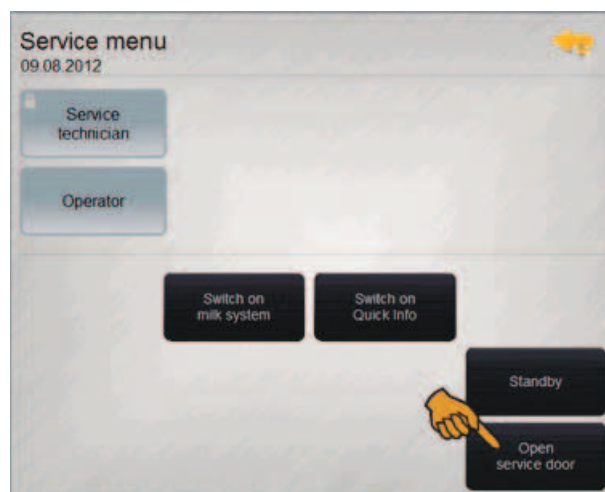 Service menu
09.08.2012
Service
technician
Operator
Switch on
milk system
Switch on
Quick Info
Standby
Open
service door